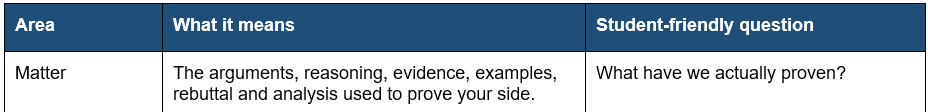 Area What it means Student-friendly question
Matter The arguments, reasoning, evidence, examples, What have we actually proven?
rebuttal and analysis used to prove your side.